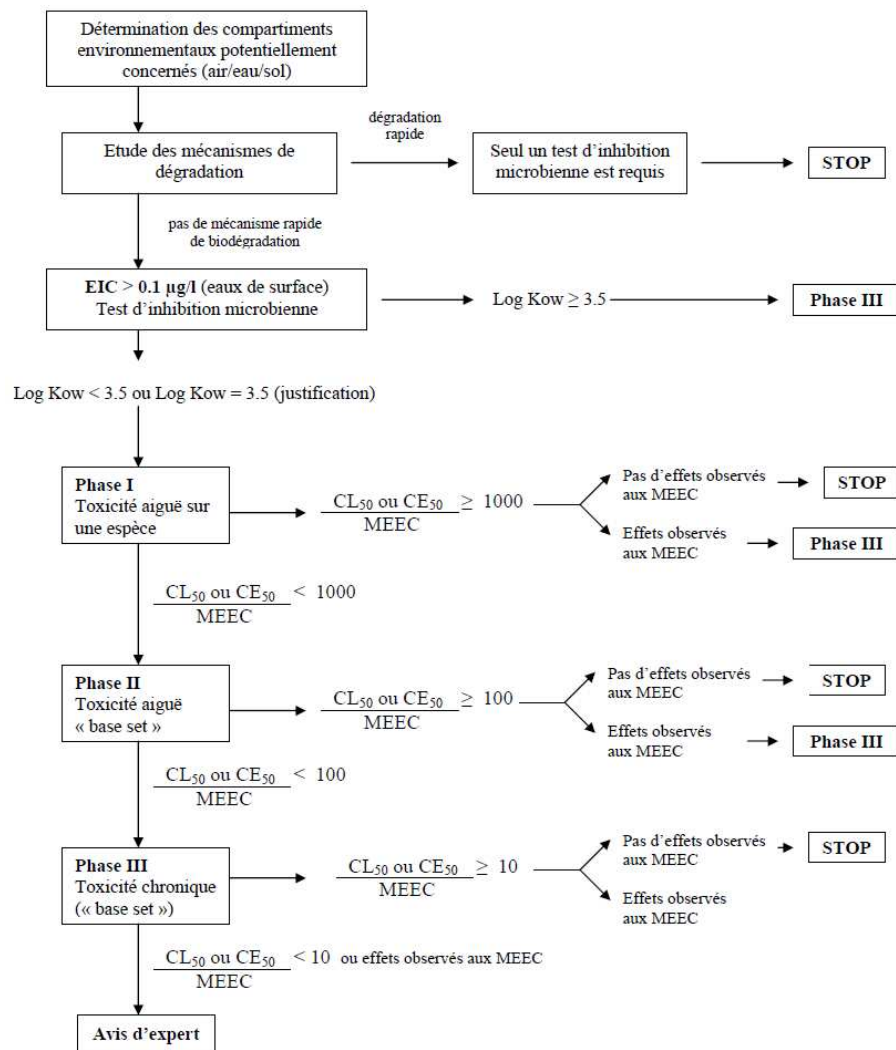 Détermination des compartiments
environnementaux potentiellement
concernés (air/eau/sol)
dégradation
rapide
Etude des mécanismes de
dégradation
Seul un test d'inhibition
microbienne est requis
STOP
pas de mécanisme rapide
de biodégradation
EIC > 0.1 µg/l (eaux de surface)
Test d'inhibition microbienne
Log Kow ≥ 3.5
Phase III
Log Kow < 3.5 ou Log Kow = 3.5 (justification)
Phase I
Toxicité aiguë sur
une espèce
CL50 ou CE50 ≥ 1000
MEEC
Pas d'effets observés
aux MEEC
STOP
Effets observés
aux MEEC
Phase III
CL50 ou CE50 < 1000
MEEC
Phase II
Toxicité aiguë
« base set »
CL50 ou CE50 ≥ 100
MEEC
Pas d'effets observés
aux MEEC
STOP
Effets observés
aux MEEC
Phase III
CL50 ou CE50 < 100
MEEC
Phase III
Toxicité chronique
(« base set »)
CL50 ou CE50 ≥ 10
MEEC
Pas d'effets observés
aux MEEC
STOP
Effets observés
aux MEEC
CL50 ou CE50 < 10 ou effets observés aux MEEC
MEEC
Avis d'expert